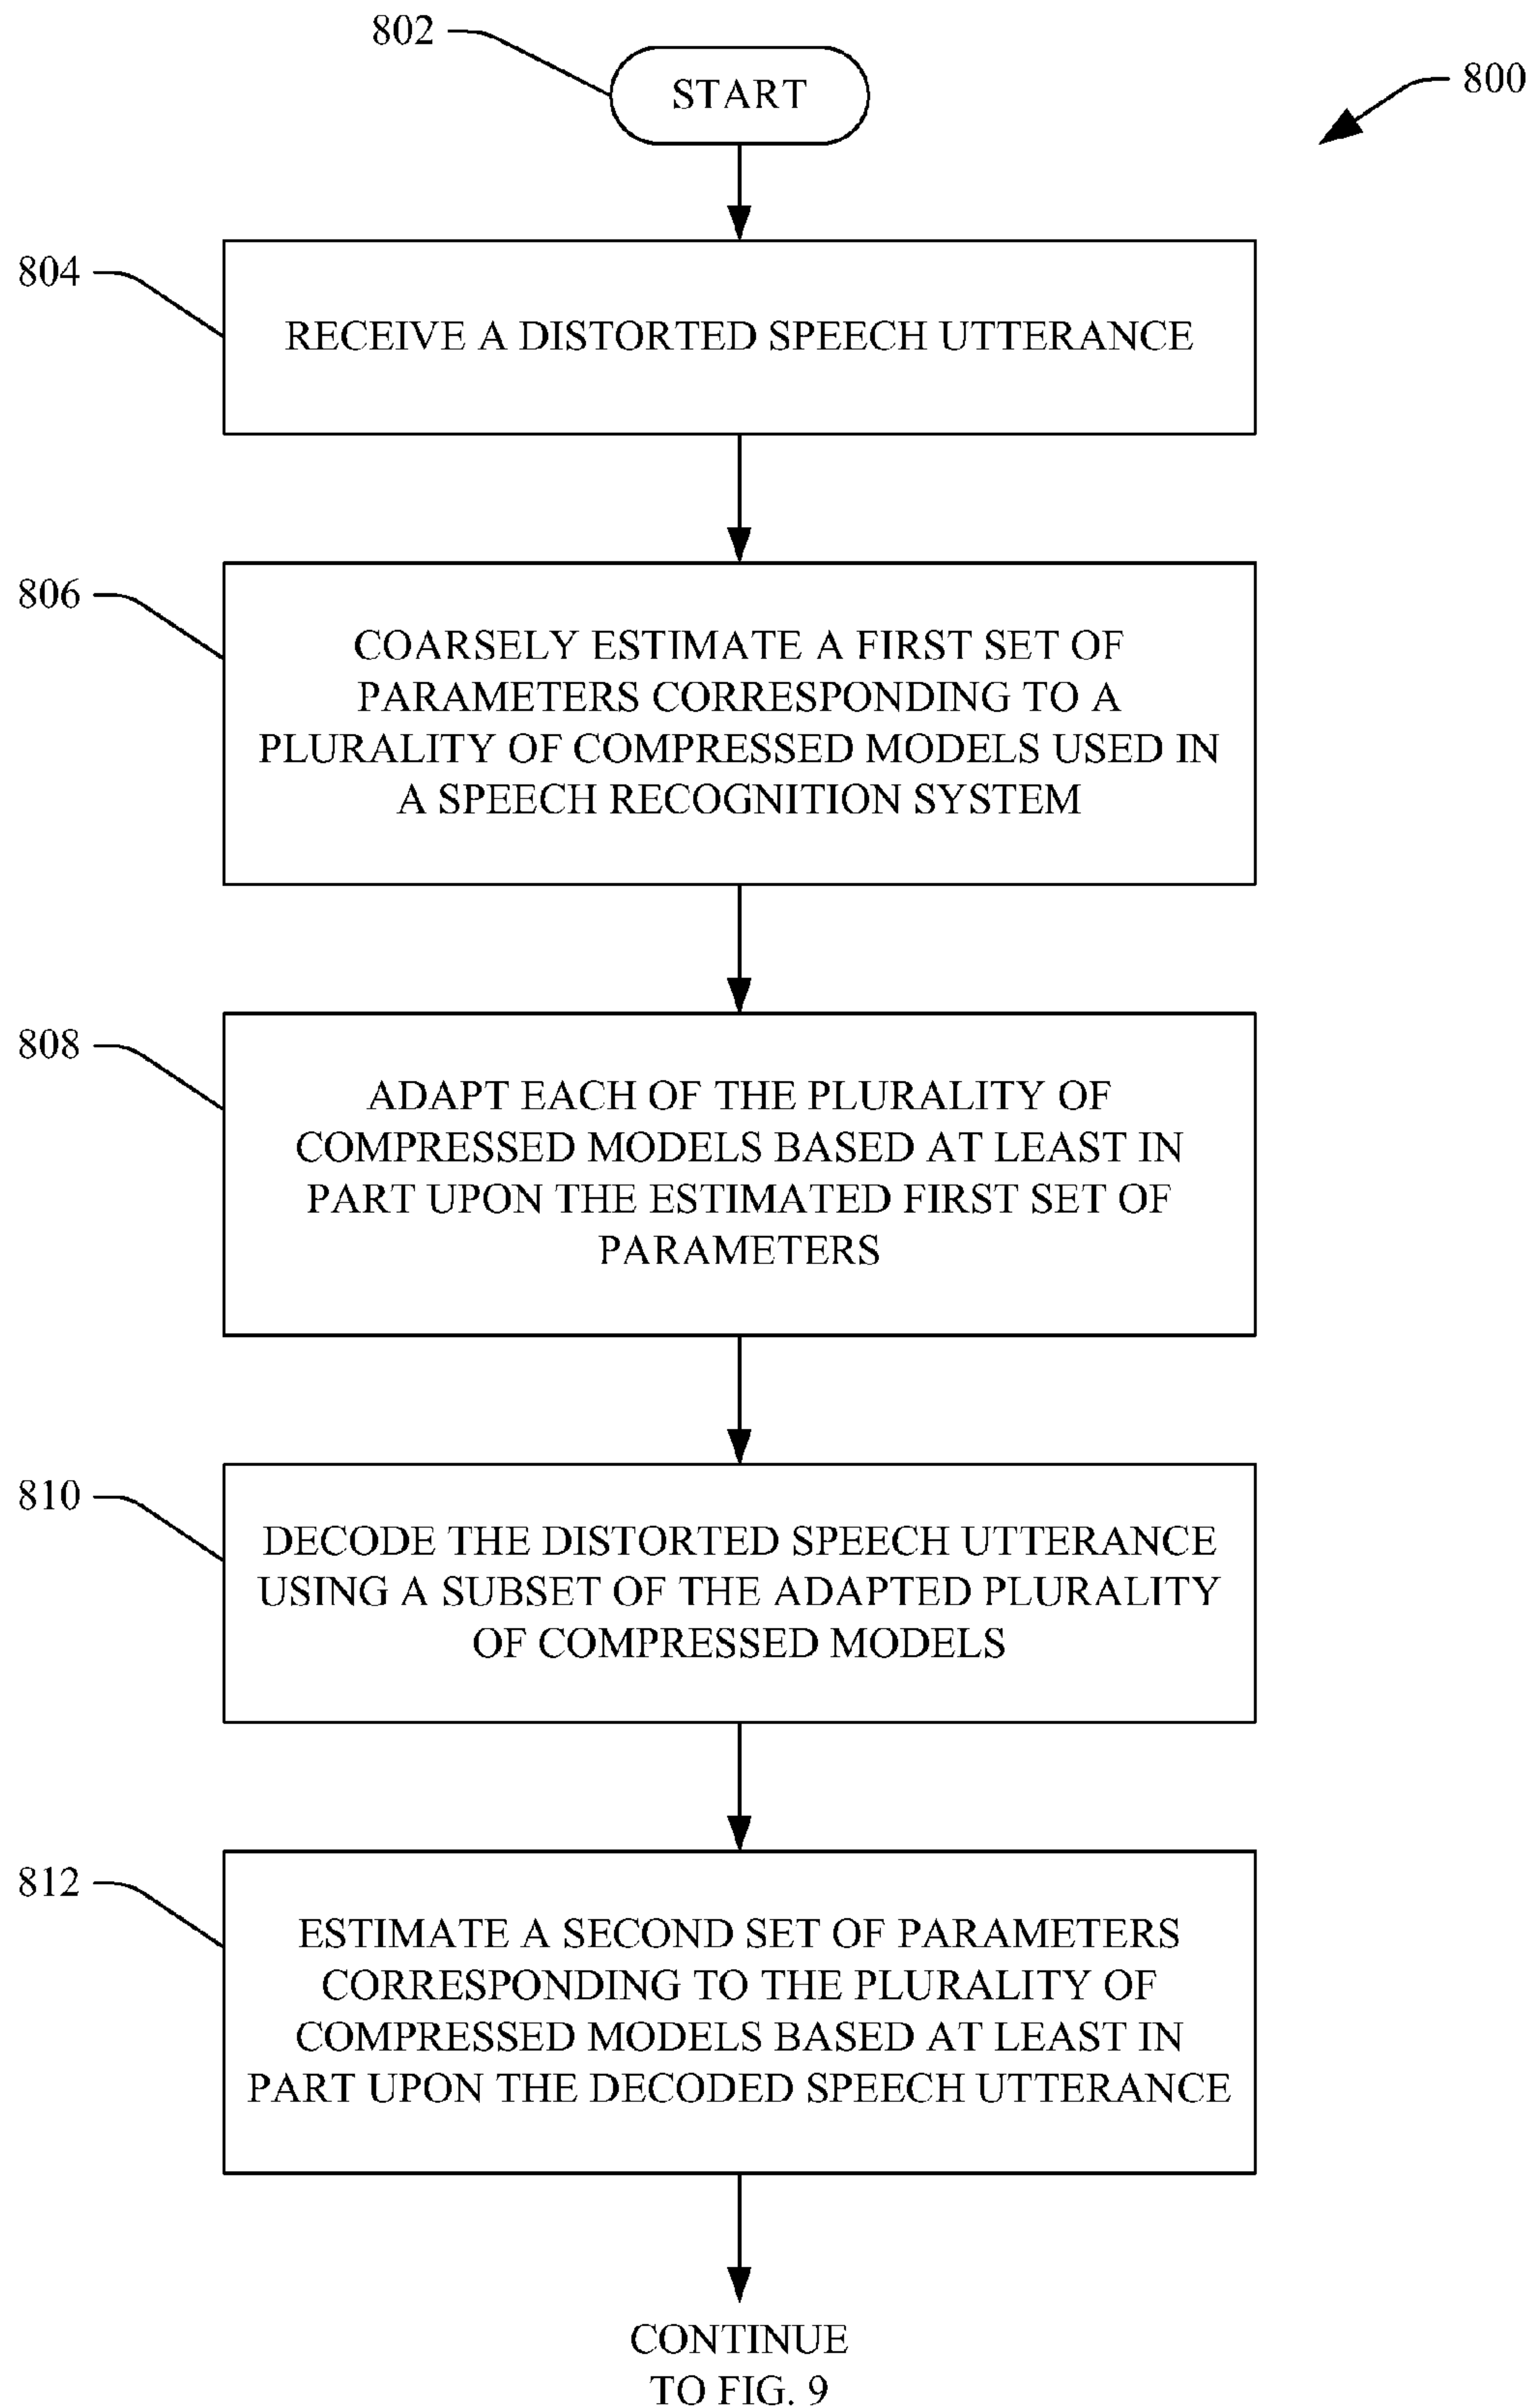 802
START
800
804
RECEIVE A DISTORTED SPEECH UTTERANCE
806
COARSELY ESTIMATE A FIRST SET OF
PARAMETERS CORRESPONDING TO A
PLURALITY OF COMPRESSED MODELS USED IN
A SPEECH RECOGNITION SYSTEM
808
ADAPT EACH OF THE PLURALITY OF
COMPRESSED MODELS BASED AT LEAST IN
PART UPON THE ESTIMATED FIRST SET OF
PARAMETERS
810
DECODE THE DISTORTED SPEECH UTTERANCE
USING A SUBSET OF THE ADAPTED PLURALITY
OF COMPRESSED MODELS
812
ESTIMATE A SECOND SET OF PARAMETERS
CORRESPONDING TO THE PLURALITY OF
COMPRESSED MODELS BASED AT LEAST IN
PART UPON THE DECODED SPEECH UTTERANCE
CONTINUE
TO FIG. 9